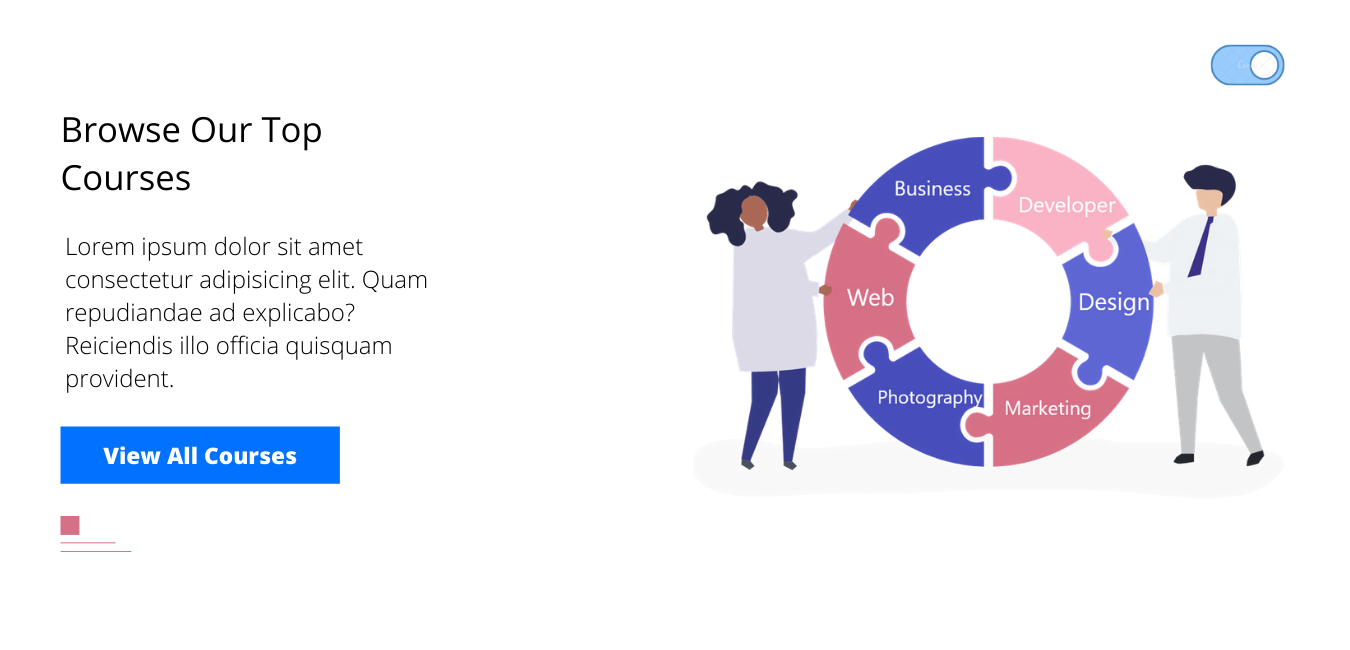 Browse Our Top
Courses
Lorem ipsum dolor sit amet
consectetur adipisicing elit. Quam
repudiandae ad explicabo?
Reiciendis illo officia quisquam
provident.
View All Courses
Business
Developer
Web
Design
Photography
Marketing